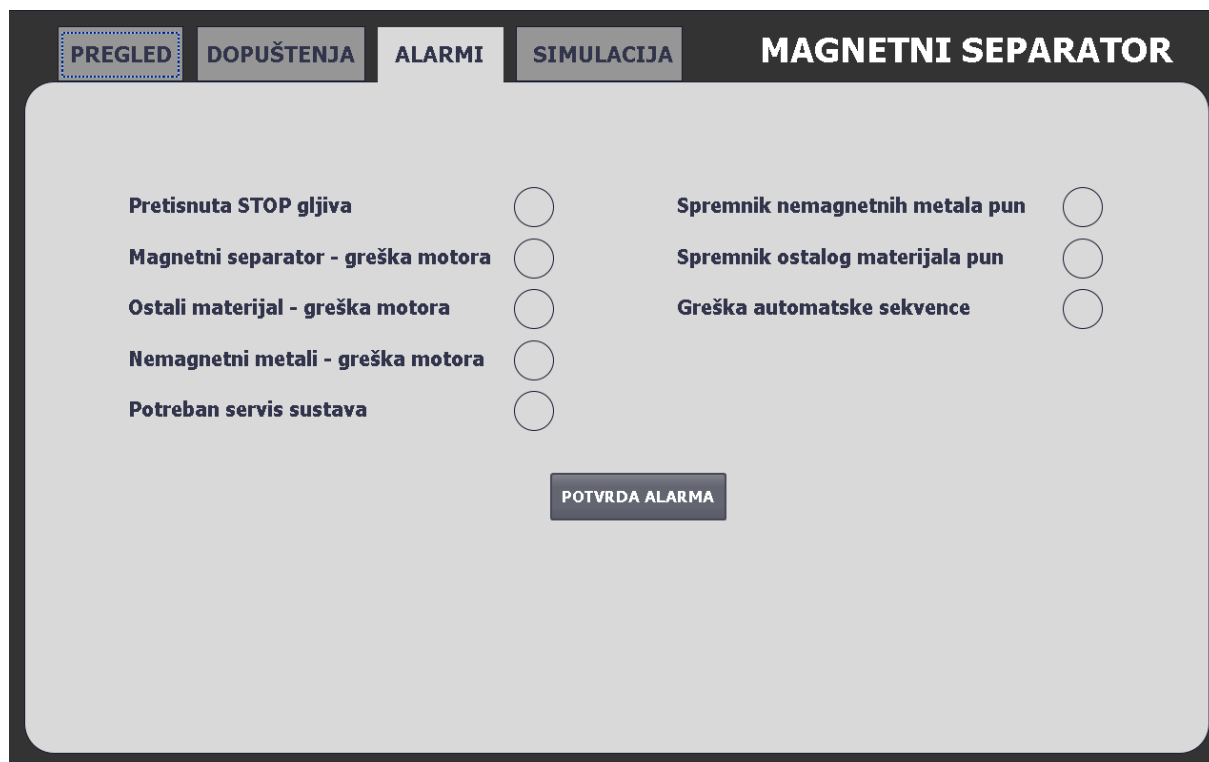 PREGLED
DOPUŠTENJA
ALARMI
SIMULACIJA
MAGNETNI SEPARATOR
Pretisnuta STOP gljiva
Magnetni separator - greška motora
Ostali materijal - greška motora
Nemagnetni metali - greška motora
Potreban servis sustava
Spremnik nemagnetnih metala pun
Spremnik ostalog materijala pun
Greška automatske sekvence
POTVRDA ALARMA